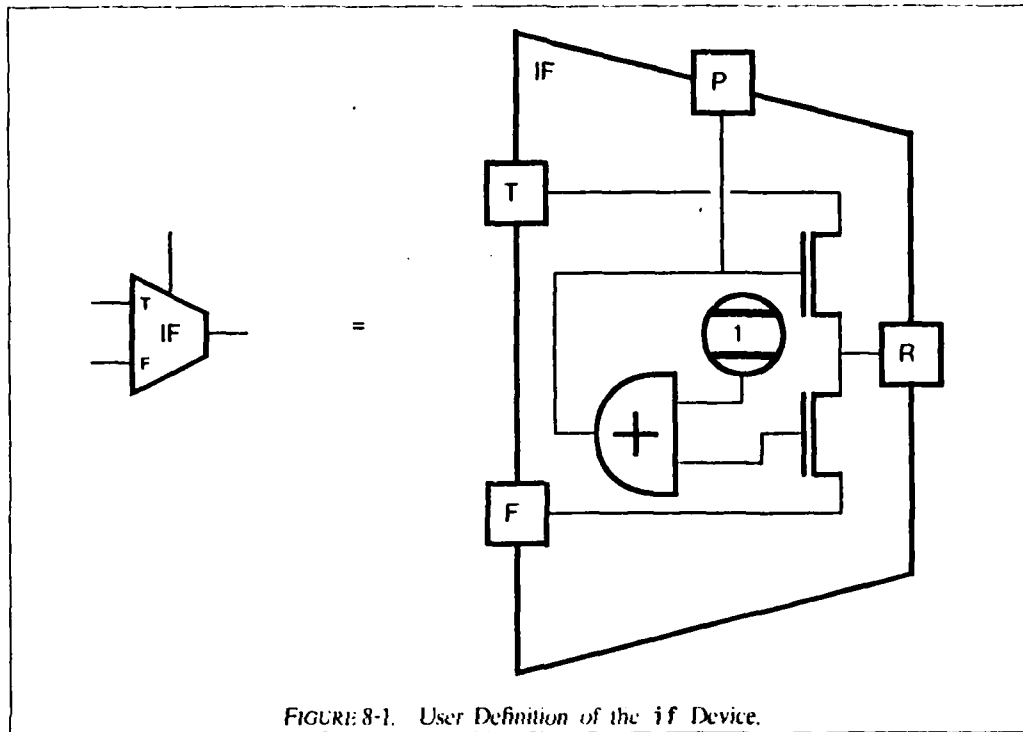 IF
P
T
T
IF
=
1
R
F
+
F
FIGURE 8-1. User Definition of the if Device.